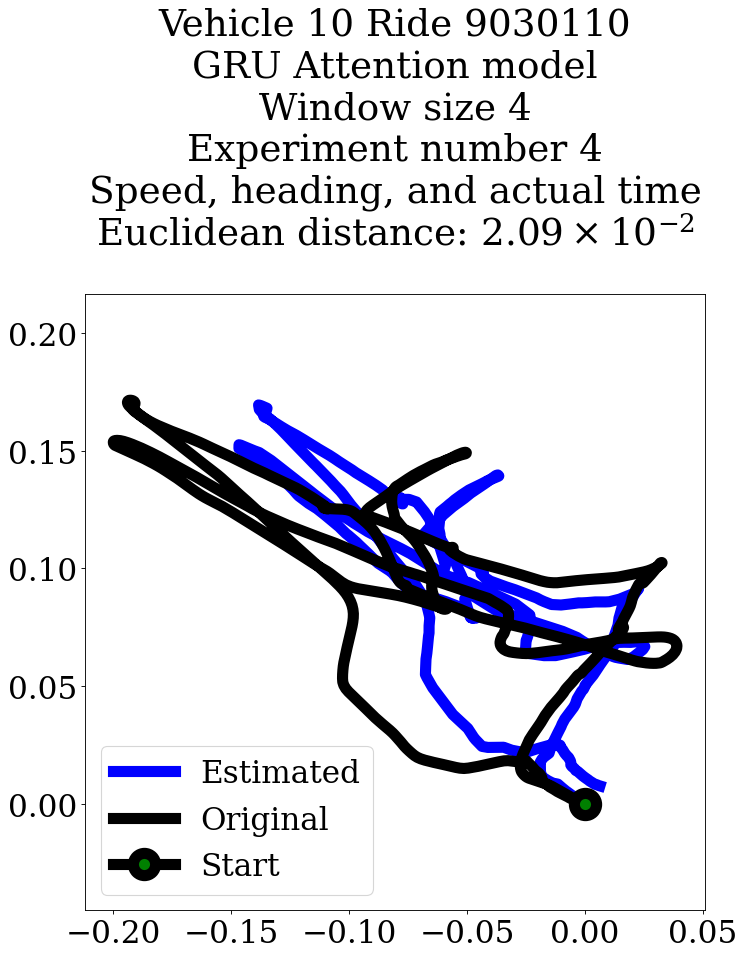 Vehicle 10 Ride 9030110
GRU Attention model
Window size 4
Experiment number 4
Speed, heading, and actual time
Euclidean distance: 2.09 × 10⁻²
0.20
0.15
0.10
0.05
0.00
Estimated
Original
Start
−0.20 −0.15 −0.10 −0.05 0.00 0.05